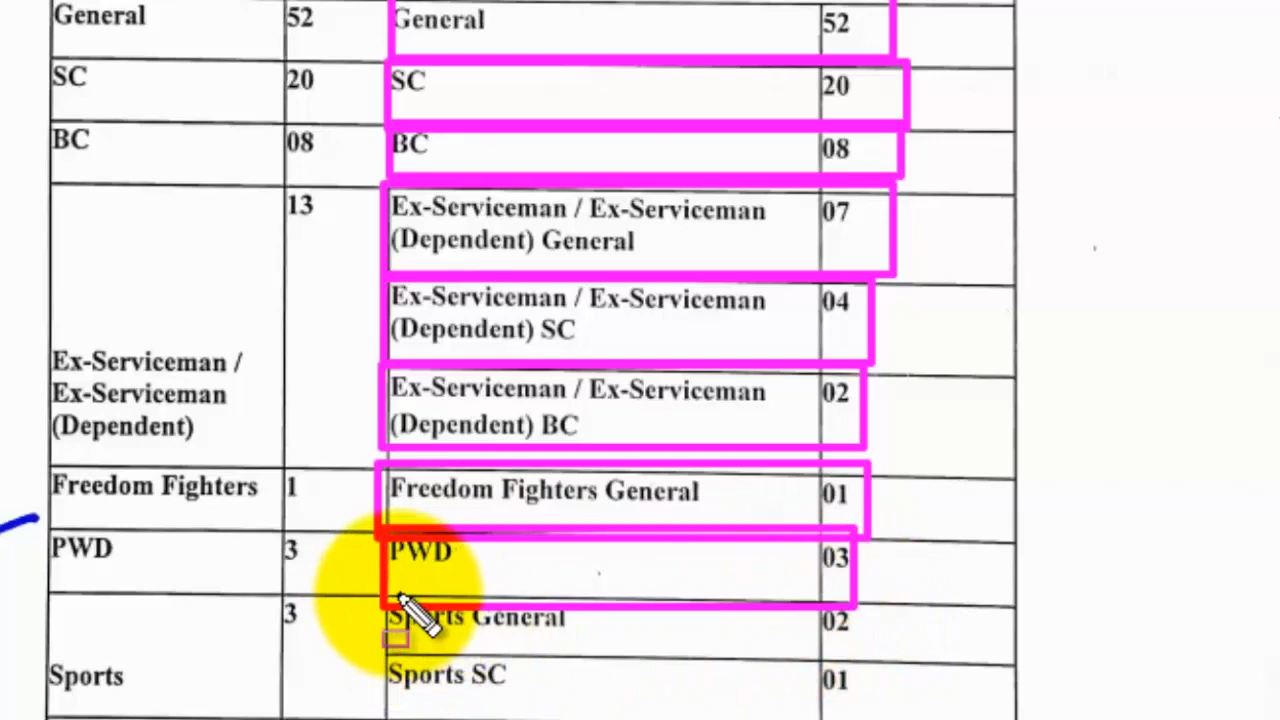 General 52 General 52
SC 20 SC 20
BC 08 BC 08
13 Ex-Serviceman / Ex-Serviceman 07
(Dependent) General
Ex-Serviceman / Ex-Serviceman 04
(Dependent) SC
Ex-Serviceman /
Ex-Serviceman
(Dependent)
Ex-Serviceman / Ex-Serviceman 02
(Dependent) BC
Freedom Fighters 1 Freedom Fighters General 01
PWD 3 PWD 03
3 Sports General 02
Sports Sports SC 01